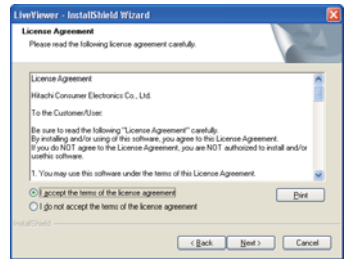 LiveViewer - InstallShield Wizard
License Agreement
Please read the following license agreement carefully.
License Agreement
Hitachi Consumer Electronics Co., Ltd.
To the Customer/User:
Be sure to read the following "License Agreement" carefully.
By installing and/or using of this software, you agree to this License Agreement.
If you do NOT agree to the License Agreement, you are NOT authorized to install and/or
usethis software.
1. You may use this software under the terms of this License Agreement.
I accept the terms of the license agreement
Print
I do not accept the terms of the license agreement
InstallShield
< Back
Next >
Cancel